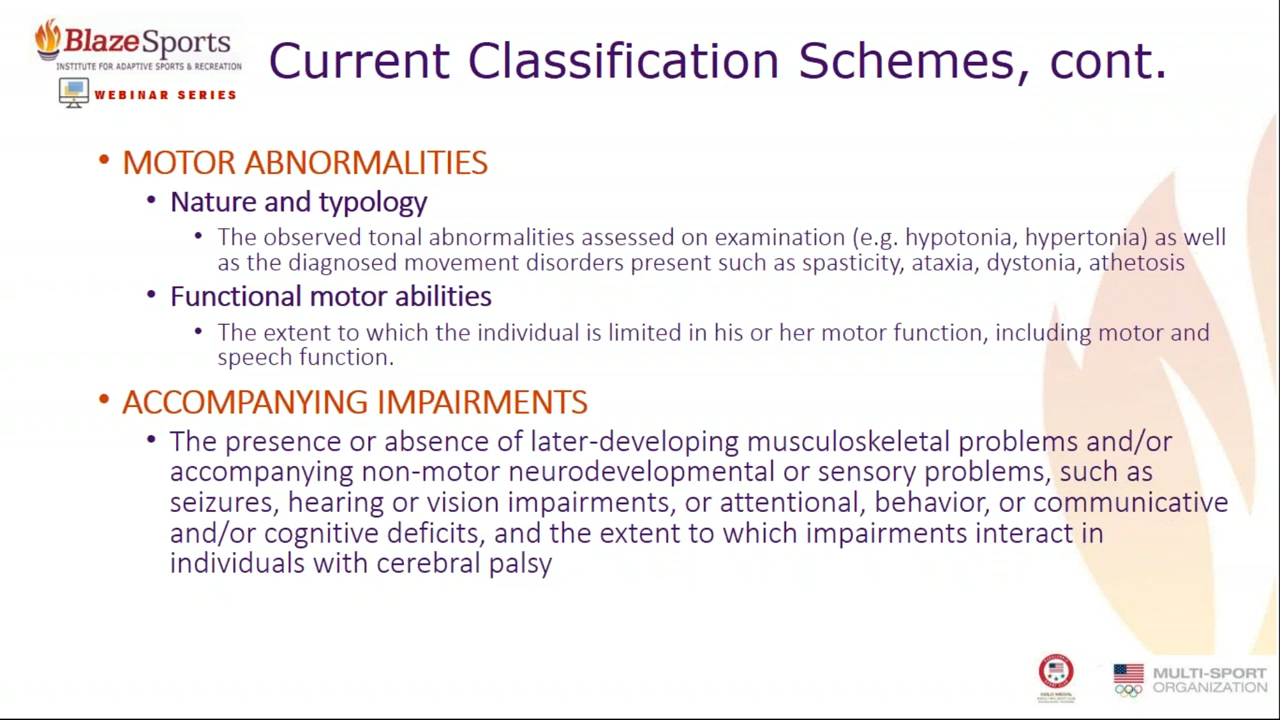 BlazeSports
INSTITUTE FOR ADAPTIVE SPORTS & RECREATION
WEBINAR SERIES
Current Classification Schemes, cont.
• MOTOR ABNORMALITIES
• Nature and typology
• The observed tonal abnormalities assessed on examination (e.g. hypotonia, hypertonia) as well
as the diagnosed movement disorders present such as spasticity, ataxia, dystonia, athetosis
• Functional motor abilities
• The extent to which the individual is limited in his or her motor function, including motor and
speech function.
• ACCOMPANYING IMPAIRMENTS
• The presence or absence of later-developing musculoskeletal problems and/or
accompanying non-motor neurodevelopmental or sensory problems, such as
seizures, hearing or vision impairments, or attentional, behavior, or communicative
and/or cognitive deficits, and the extent to which impairments interact in
individuals with cerebral palsy
GOLD MEDAL
MULTI-SPORT
ORGANIZATION